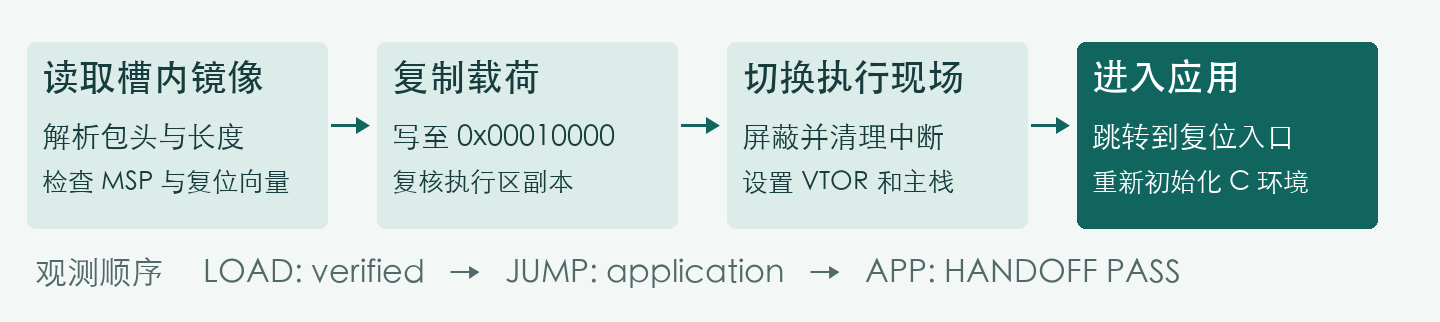 读取槽内镜像
解析包头与长度
检查 MSP 与复位向量
复制载荷
写至 0x00010000
复核执行区副本
切换执行现场
屏蔽并清理中断
设置 VTOR 和主栈
进入应用
跳转到复位入口
重新初始化 C 环境
观测顺序 LOAD: verified → JUMP: application → APP: HANDOFF PASS